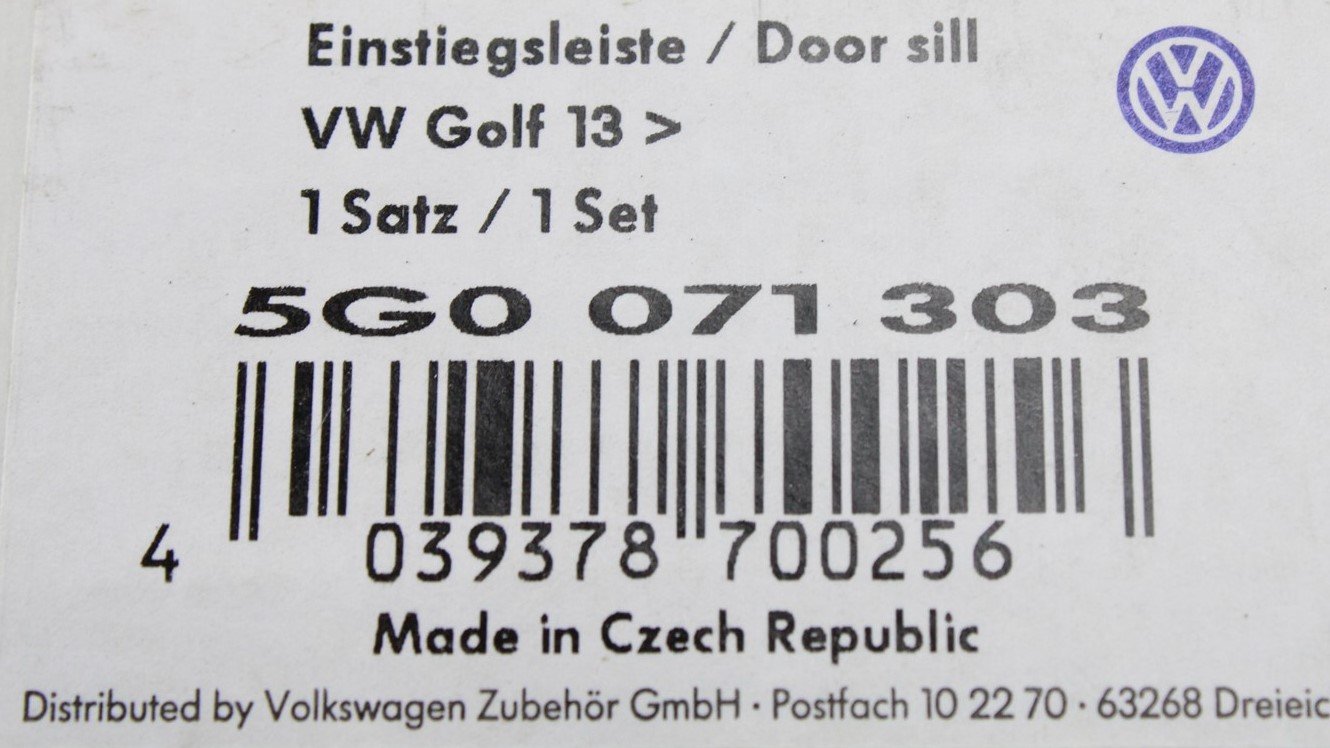 Einstiegsleiste / Door sill
VW Golf 13 >
1 Satz / 1 Set
5G0 071 303
4 039378 700256
Made in Czech Republic
Distributed by Volkswagen Zubehör GmbH · Postfach 10 22 70 · 63268 Dreieic